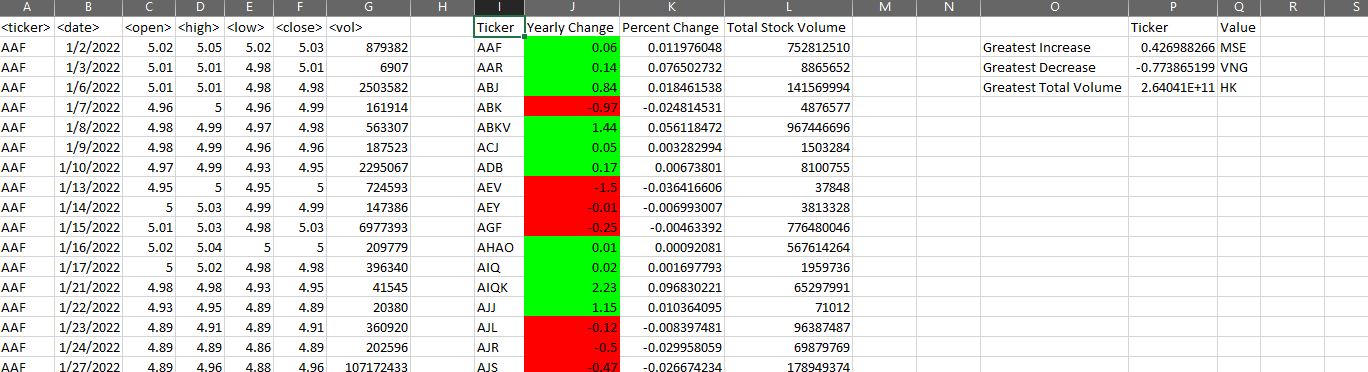 A B C D E F G H I J K L M N O P Q R S
<ticker> <date> <open> <high> <low> <close> <vol> Ticker Yearly Change Percent Change Total Stock Volume Ticker Value
AAF 1/2/2022 5.02 5.05 5.02 5.03 879382 AAF 0.06 0.011976048 752812510 Greatest Increase 0.426988266 MSE
AAF 1/3/2022 5.01 5.01 4.98 5.01 6907 AAR 0.14 0.076502732 8865652 Greatest Decrease -0.773865199 VNG
AAF 1/6/2022 5.01 5.01 4.98 4.98 2503582 ABJ 0.84 0.018461538 141569994 Greatest Total Volume 2.64041E+11 HK
AAF 1/7/2022 4.96 5 4.96 4.99 161914 ABK -0.97 -0.024814531 4876577
AAF 1/8/2022 4.98 4.99 4.97 4.98 563307 ABKV 1.44 0.056118472 967446696
AAF 1/9/2022 4.98 4.99 4.96 4.96 187523 ACJ 0.05 0.003282994 1503284
AAF 1/10/2022 4.97 4.99 4.93 4.95 2295067 ADB 0.17 0.00673801 8100755
AAF 1/13/2022 4.95 5 4.95 5 724593 AEV -1.5 -0.036416606 37848
AAF 1/14/2022 5 5.03 4.99 4.99 147386 AEY -0.01 -0.006993007 3813328
AAF 1/15/2022 5.01 5.03 4.98 5.03 6977393 AGF -0.25 -0.00463392 776480046
AAF 1/16/2022 5.02 5.04 5 5 209779 AHAO 0.01 0.00092081 567614264
AAF 1/17/2022 5 5.02 4.98 4.98 396340 AIQ 0.02 0.001697793 1959736
AAF 1/21/2022 4.98 4.98 4.93 4.95 41545 AIQK 2.23 0.096830221 65297991
AAF 1/22/2022 4.93 4.95 4.89 4.89 20380 AJJ 1.15 0.010364095 71012
AAF 1/23/2022 4.89 4.91 4.89 4.91 360920 AJL -0.12 -0.008397481 96387487
AAF 1/24/2022 4.89 4.89 4.86 4.89 202596 AJR -0.5 -0.029958059 69879769
AAF 1/27/2022 4.89 4.96 4.88 4.96 107172433 AJS -0.47 -0.026674234 178949374